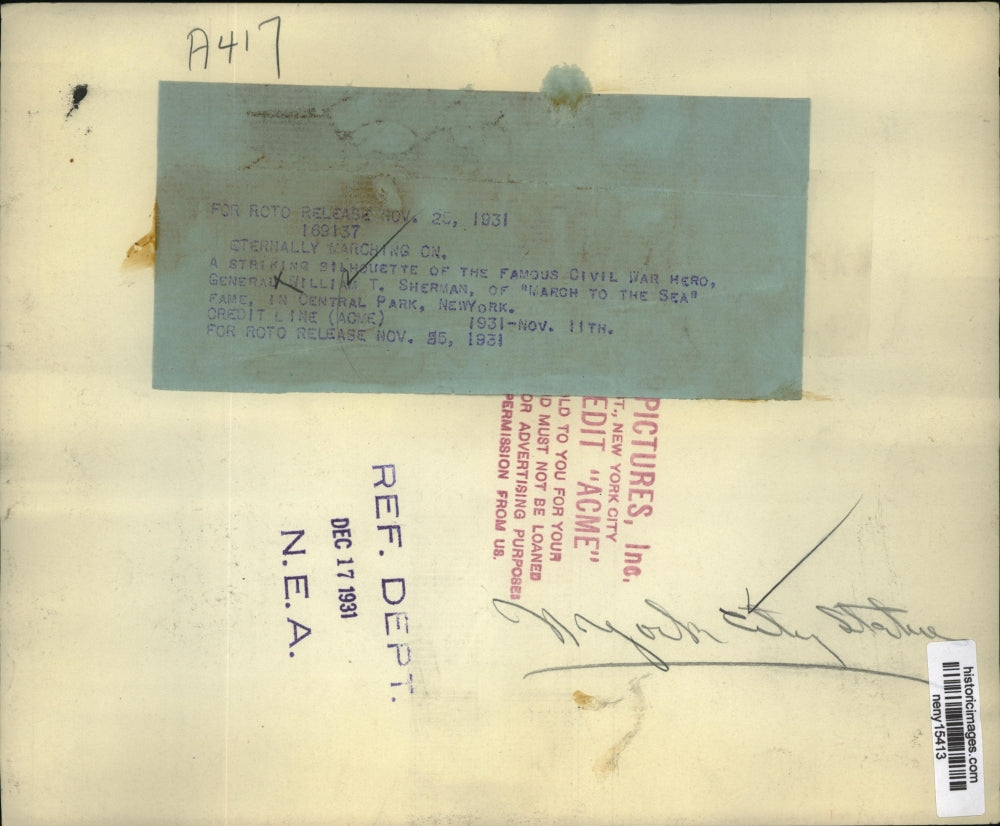 A417
FOR ROTO RELEASE NOV. 25, 1931
169137
ETERNALLY MARCHING ON.
A STRIKING SILHOUETTE OF THE FAMOUS CIVIL WAR HERO,
GENERAL WILLIAM T. SHERMAN, OF "MARCH TO THE SEA"
FAME, IN CENTRAL PARK, NEWYORK.
CREDIT LINE (ACME) 1931-NOV. 11TH.
FOR ROTO RELEASE NOV. 25, 1931
PICTURES, Inc.
T., NEW YORK CITY
EDIT "ACME"
LD TO YOU FOR YOUR
D MUST NOT BE LOANED
OR ADVERTISING PURPOSES
PERMISSION FROM US.
REF. DEPT.
DEC 17 1931
N.E.A.
N York City Statue
historicimages.com
neny15413